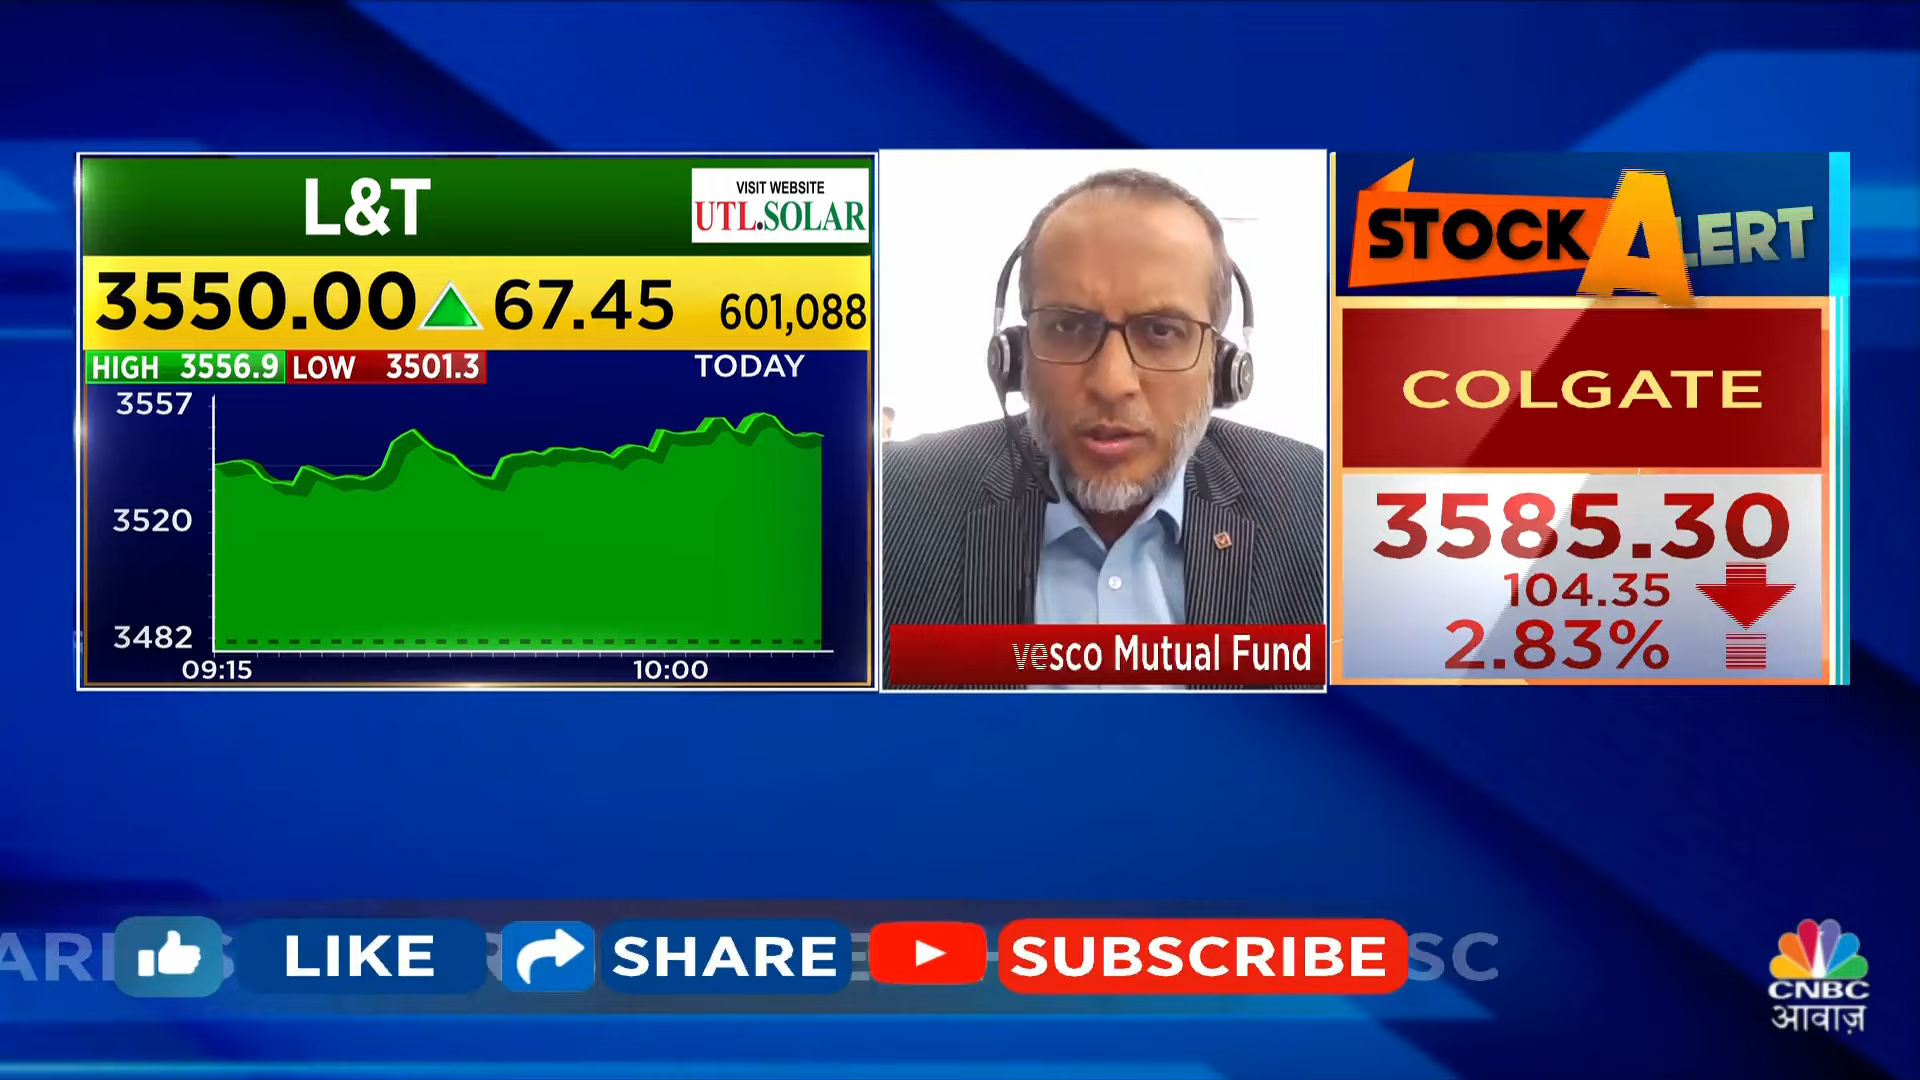 L&T
VISIT WEBSITE
UTL.SOLAR
3550.00 67.45 601,088
HIGH 3556.9 LOW 3501.3 TODAY
3557
3520
3482
09:15 10:00
vesco Mutual Fund
STOCK ALERT
COLGATE
3585.30
104.35
2.83%
LIKE SHARE SUBSCRIBE
CNBC
आवाज़